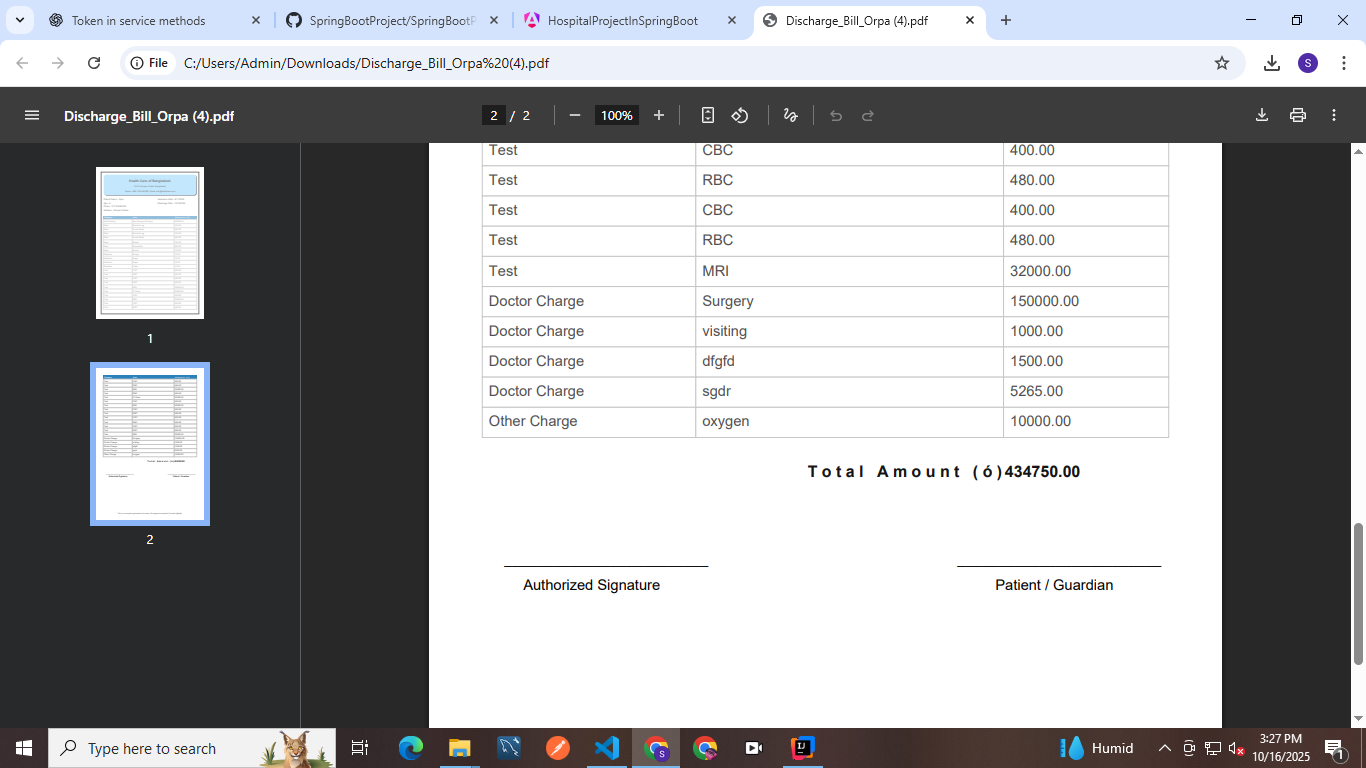 Token in service methods
SpringBootProject/SpringBootP
HospitalProjectInSpringBoot
Discharge_Bill_Orpa (4).pdf
File
C:/Users/Admin/Downloads/Discharge_Bill_Orpa%20(4).pdf
S
Discharge_Bill_Orpa (4).pdf
2 / 2
100%
1
2
Test CBC 400.00
Test RBC 480.00
Test CBC 400.00
Test RBC 480.00
Test MRI 32000.00
Doctor Charge Surgery 150000.00
Doctor Charge visiting 1000.00
Doctor Charge dfgfd 1500.00
Doctor Charge sgdr 5265.00
Other Charge oxygen 10000.00
Total Amount (ó)434750.00
Authorized Signature
Patient / Guardian
Type here to search
S
Humid
3:27 PM
10/16/2025
1